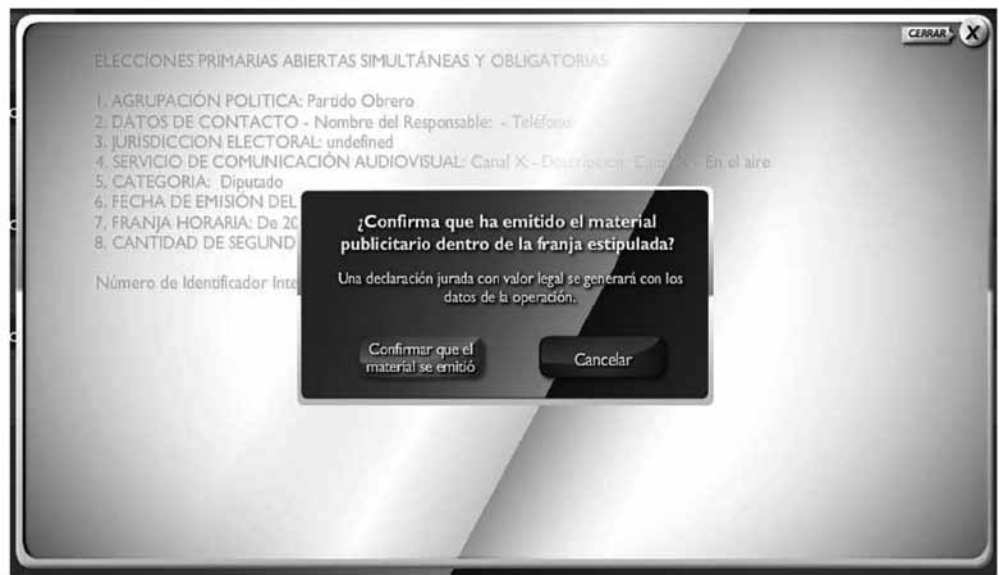 CERRAR X
ELECCIONES PRIMARIAS ABIERTAS SIMULTÁNEAS Y OBLIGATORIAS
1. AGRUPACIÓN POLITICA: Partido Obrero
2. DATOS DE CONTACTO - Nombre del Responsable: - Teléfono:
3. JURISDICCION ELECTORAL: undefined
4. SERVICIO DE COMUNICACIÓN AUDIOVISUAL: Canal X - Descripcion: Canal X - En el aire
5. CATEGORIA: Diputado
6. FECHA DE EMISIÓN DEL
7. FRANJA HORARIA: De 20
8. CANTIDAD DE SEGUND
Número de Identificador Inte
¿Confirma que ha emitido el material
publicitario dentro de la franja estipulada?
Una declaración jurada con valor legal se generará con los
datos de la operación.
Confirmar que el
material se emitió
Cancelar